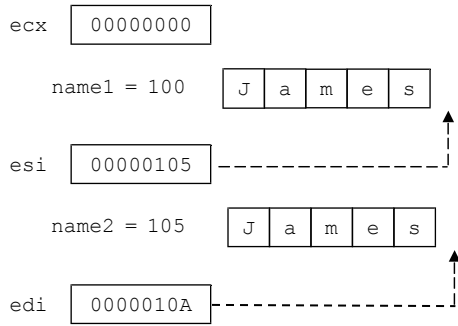 ecx 00000000
name1 = 100 J a m e s
esi 00000105
name2 = 105 J a m e s
edi 0000010A